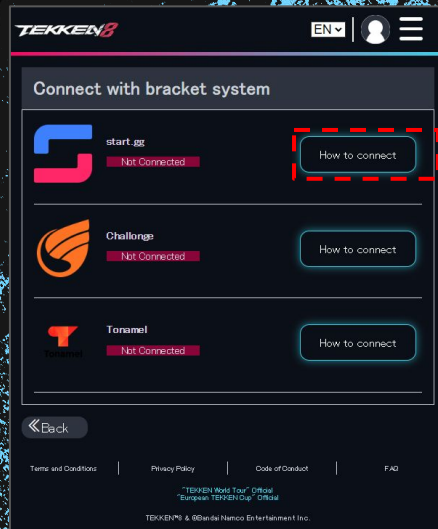 TEKKEN8
EN
Connect with bracket system
start.gg
Not Connected
How to connect
Challonge
Not Connected
How to connect
Tonamel
Tonamel
Not Connected
How to connect
Back
Terms and Conditions
Privacy Policy
Code of Conduct
FAQ
"TEKKEN World Tour" Official
"European TEKKEN Cup" Official
TEKKEN™8 & ©Bandai Namco Entertainment Inc.